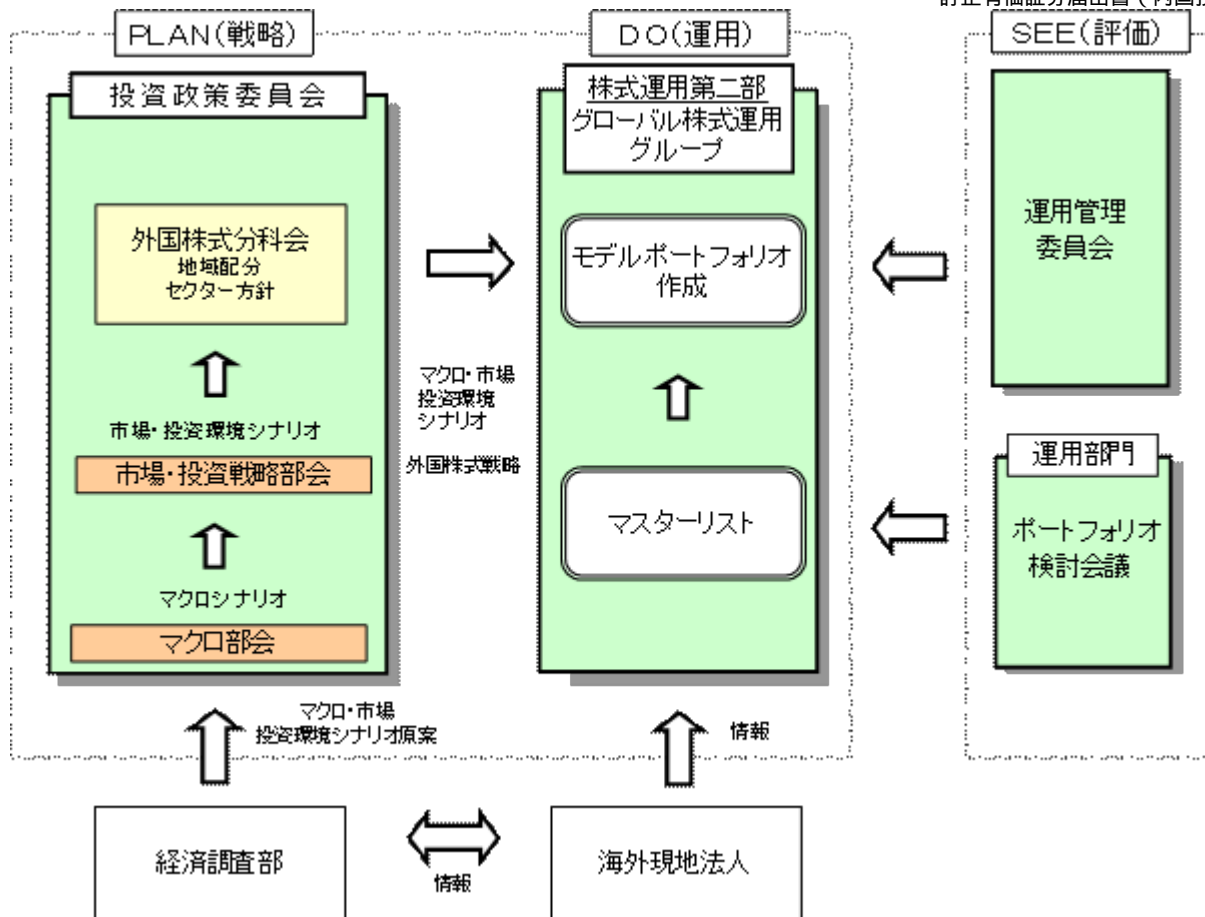 PLAN(戦略)
DO(運用)
SEE(評価)
投資政策委員会
外国株式分科会
地域配分
セクター方針
市場・投資環境シナリオ
市場・投資戦略部会
マクロシナリオ
マクロ部会
マクロ・市場
投資環境
シナリオ
外国株式戦略
株式運用第二部
グローバル株式運用
グループ
モデルポートフォリオ
作成
マスターリスト
運用管理
委員会
運用部門
ポートフォリオ
検討会議
マクロ・市場
投資環境シナリオ原案
情報
経済調査部
情報
海外現地法人